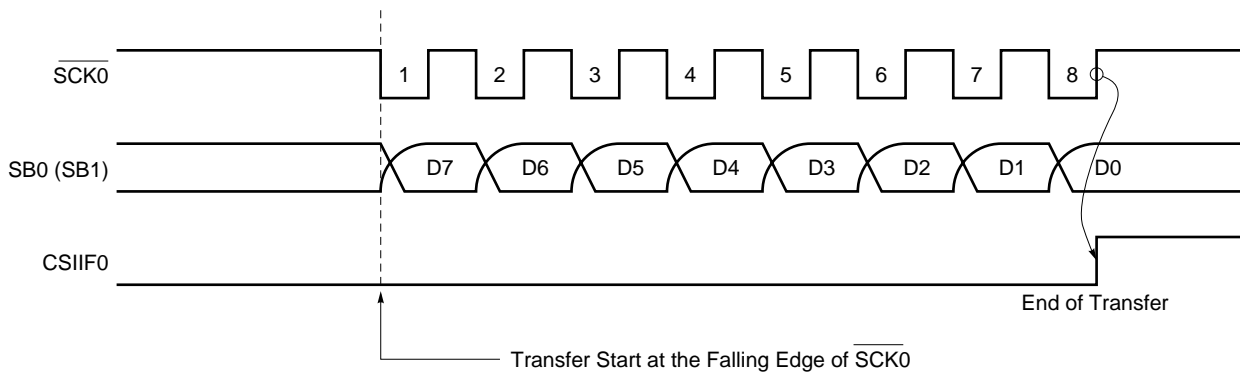 SCK0
1 2 3 4 5 6 7 8
SB0 (SB1)
D7 D6 D5 D4 D3 D2 D1 D0
CSIIF0
End of Transfer
Transfer Start at the Falling Edge of SCK0